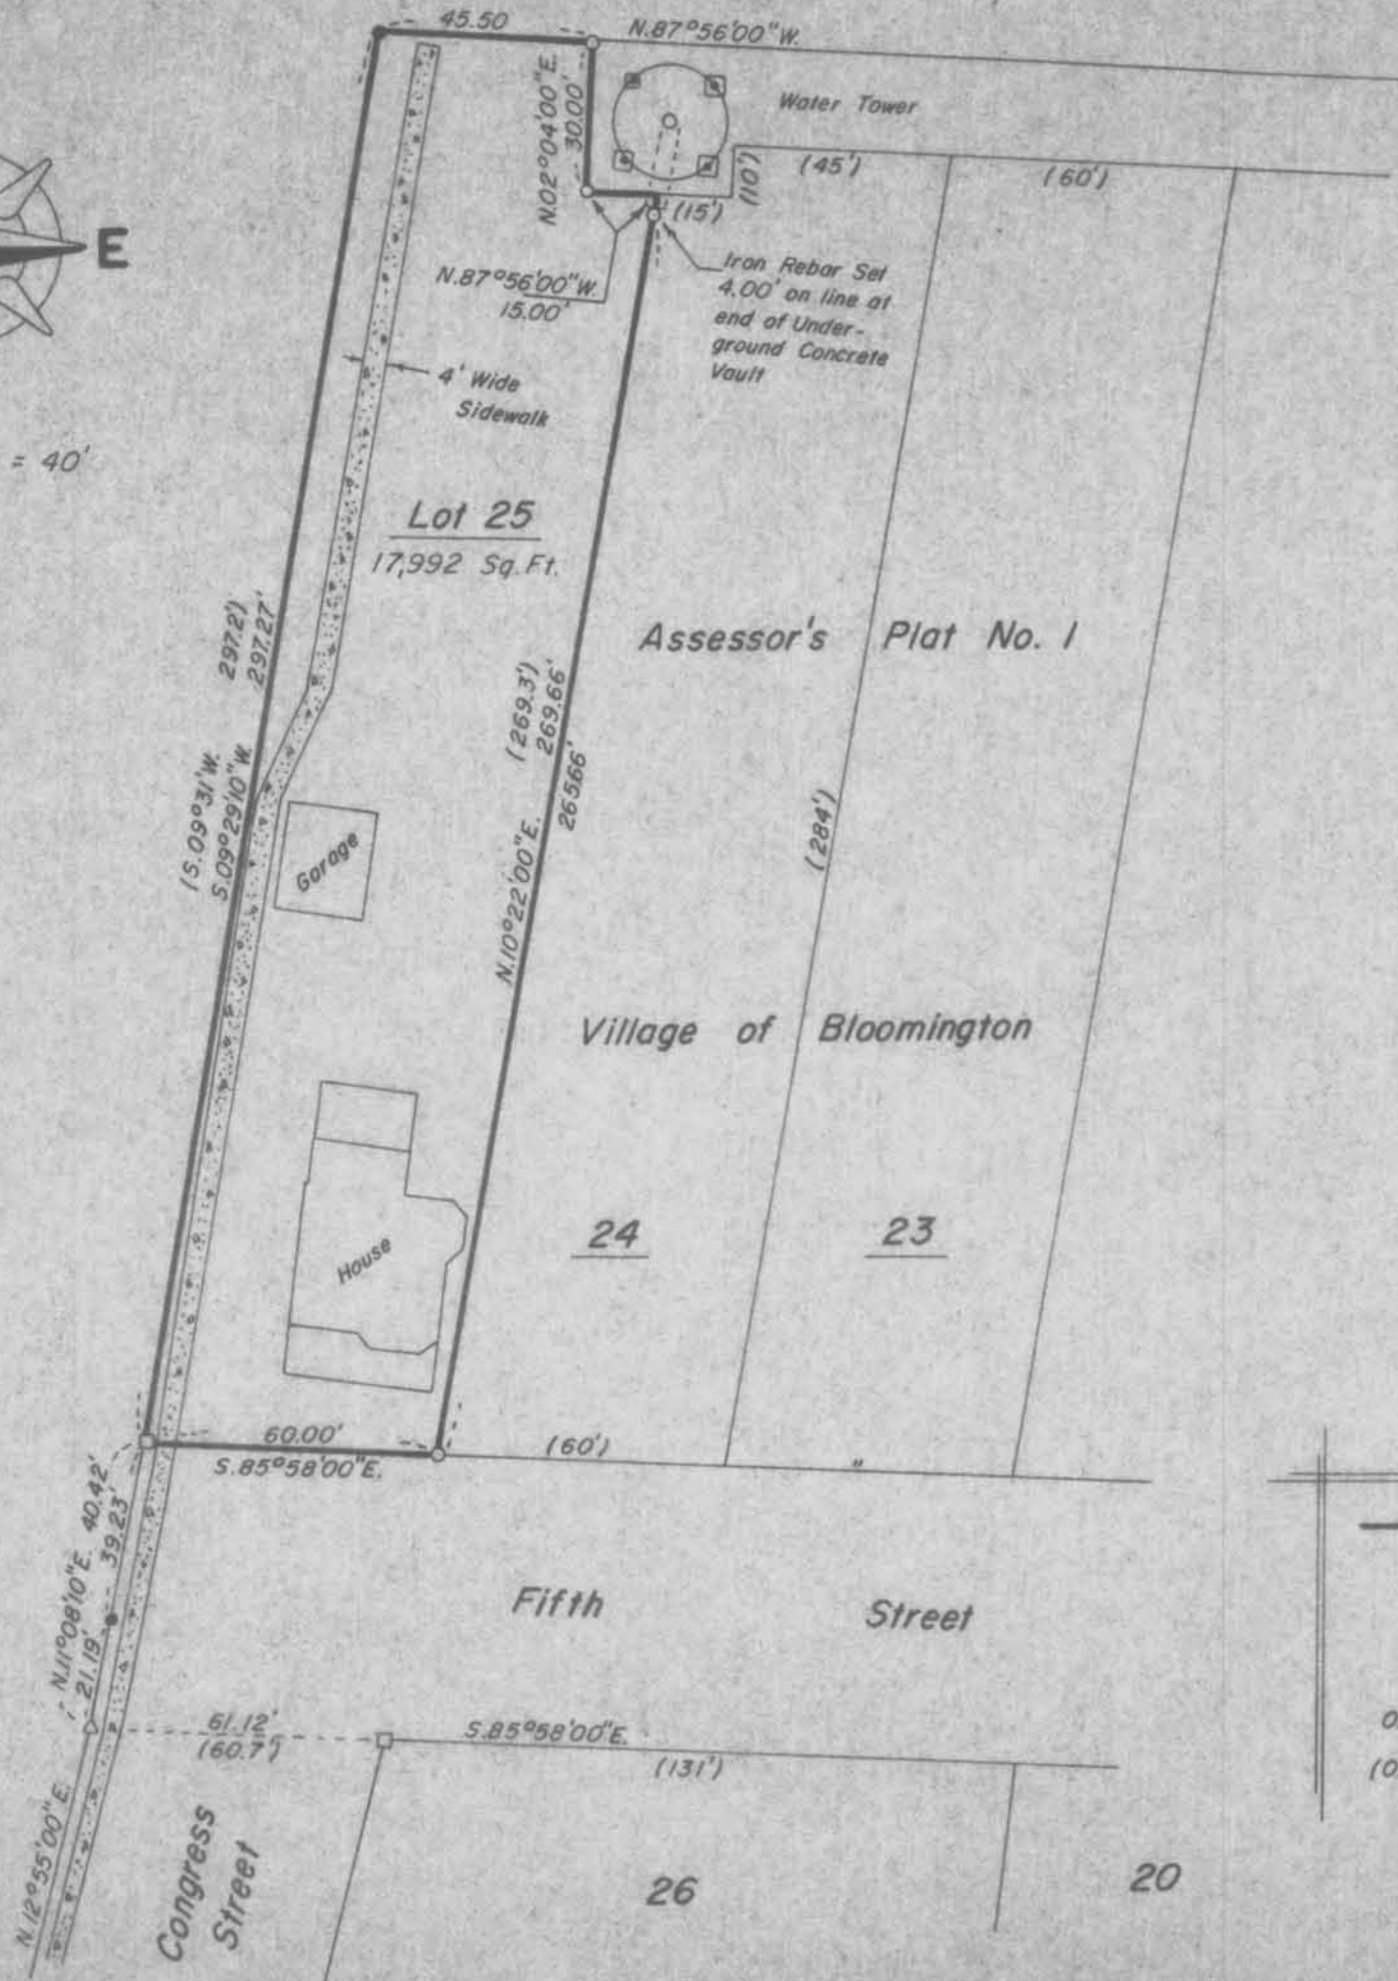 45.50
N.87°56'00"W.
N.02°04'00"E.
30.00'
Water Tower
(45')
(60')
(10')
(15')
E
N.87°56'00"W.
15.00'
Iron Rebar Set
4.00' on line at
end of Under-
ground Concrete
Vault
4' Wide
Sidewalk
= 40'
Lot 25
17,992 Sq. Ft.
297.2')
297.27'
(S.09°31'W.
S.09°29'10"W.
(269.3')
269.66'
N.10°22'00"E.
265.66'
Assessor's Plat No. 1
(284')
Garage
Village of Bloomington
House
24
23
60.00'
S.85°58'00"E.
(60')
"
N.11°08'10"E. 40.42'
39.23'
21.19'
Fifth Street
61.12'
(60.7')
S.85°58'00"E.
(131')
N.12°55'00"E.
Congress
Street
26
20
(0